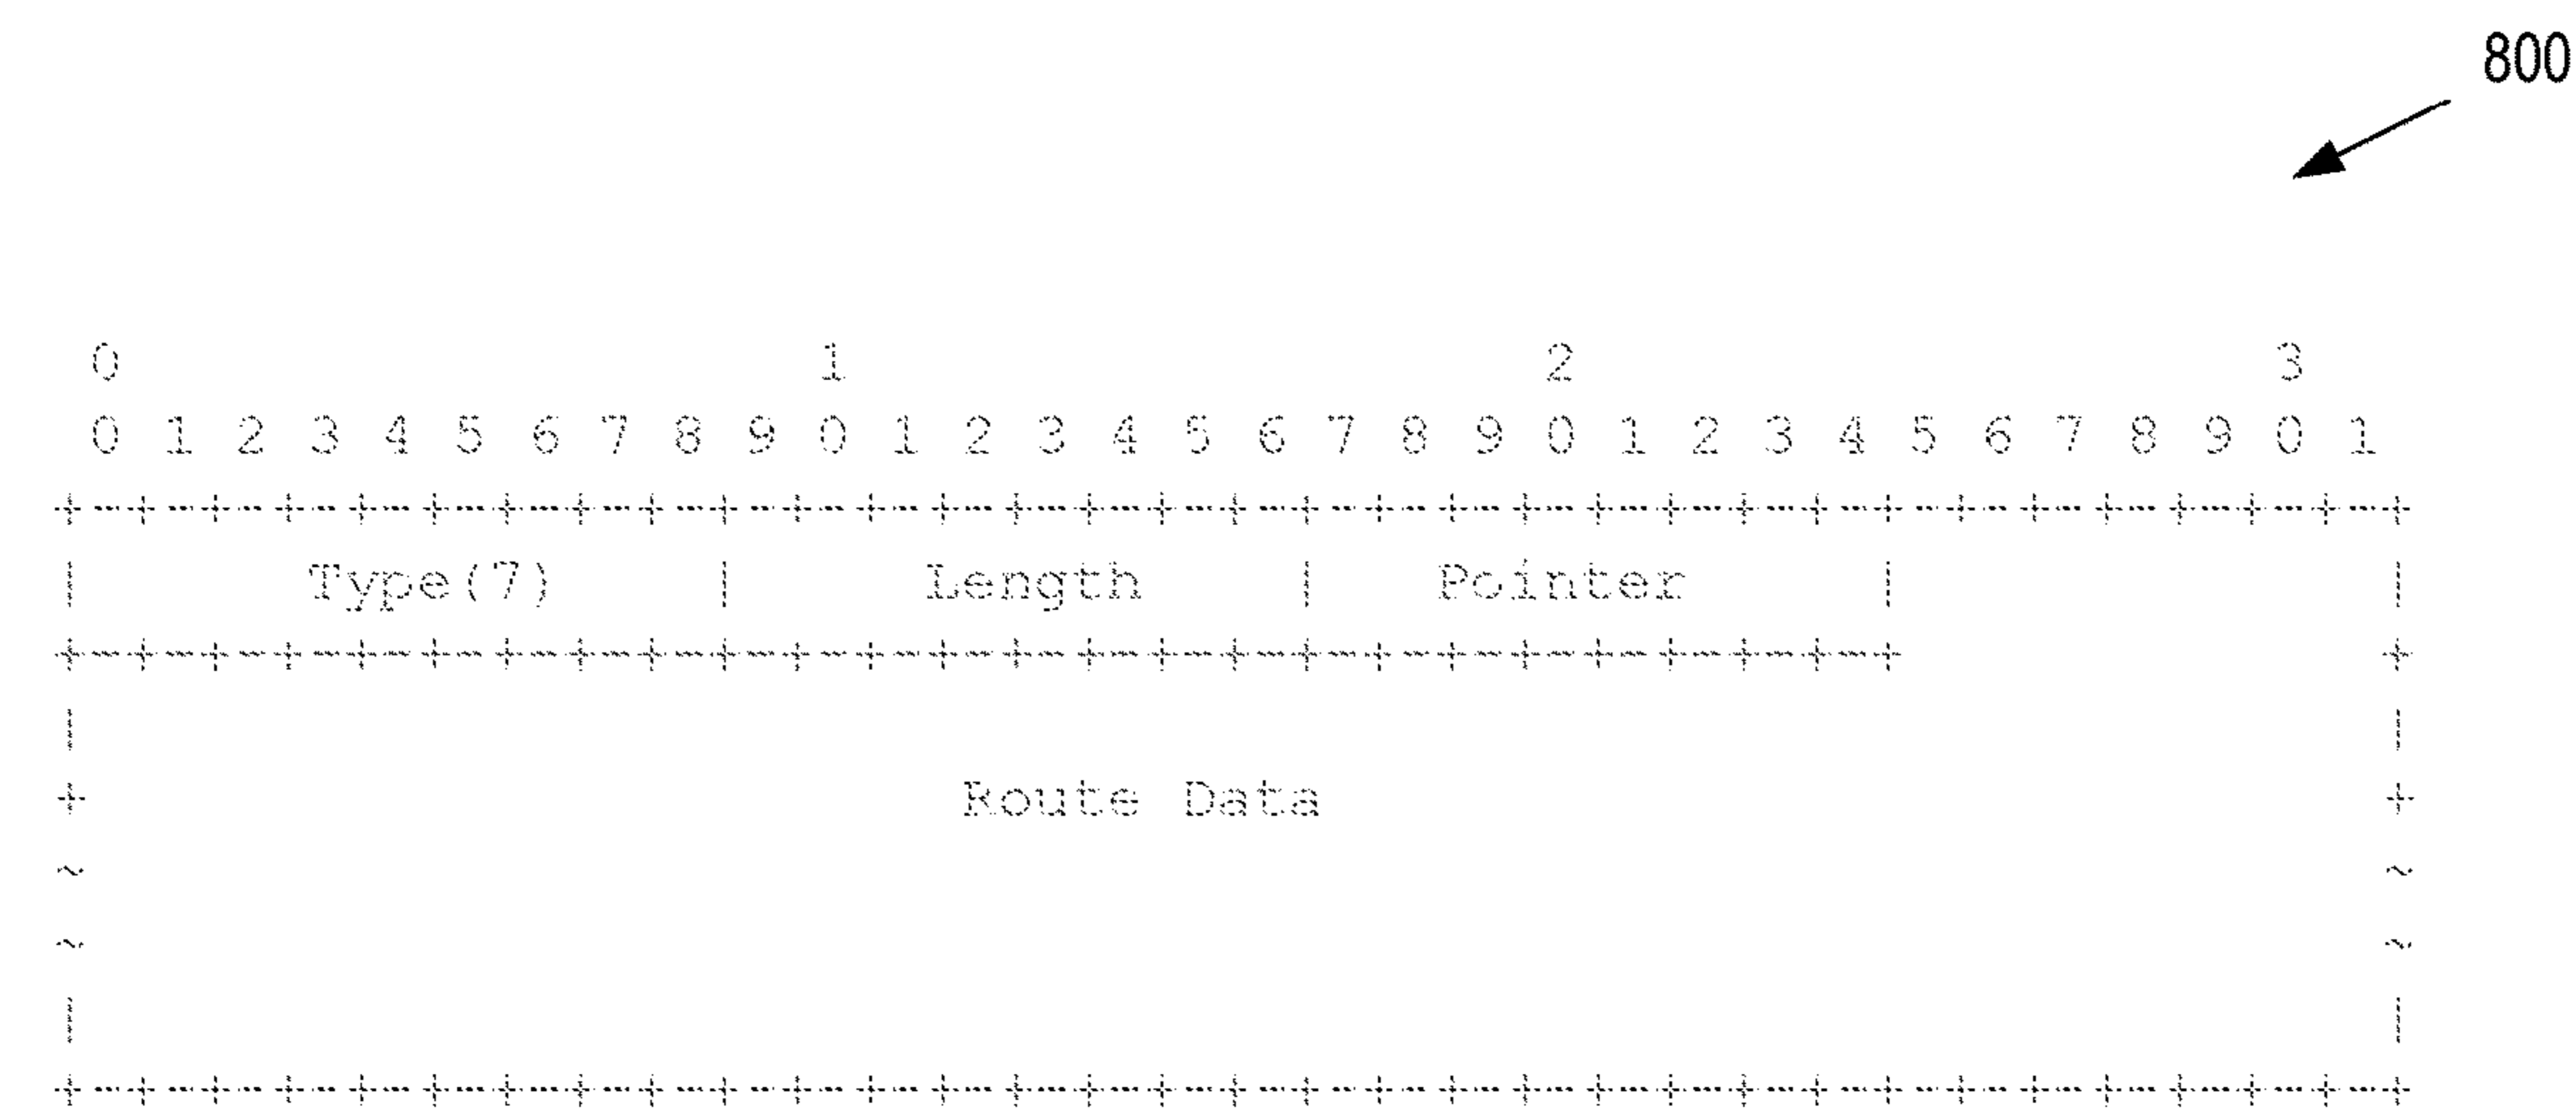 800
0 1 2 3
0 1 2 3 4 5 6 7 8 9 0 1 2 3 4 5 6 7 8 9 0 1 2 3 4 5 6 7 8 9 0 1
+-+-+-+-+-+-+-+-+-+-+-+-+-+-+-+-+-+-+-+-+-+-+-+-+-+-+-+-+-+-+-+-+
| Type(7) | Length | Pointer | |
+-+-+-+-+-+-+-+-+-+-+-+-+-+-+-+-+-+-+-+-+-+-+-+-+-+ +
| |
+ Route Data +
~ ~
~ ~
| |
+-+-+-+-+-+-+-+-+-+-+-+-+-+-+-+-+-+-+-+-+-+-+-+-+-+-+-+-+-+-+-+-+